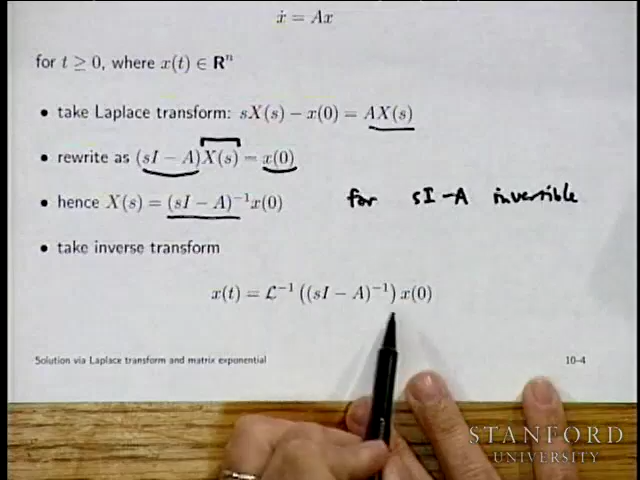 ẋ = Ax
for t ≥ 0, where x(t) ∈ Rⁿ
• take Laplace transform: sX(s) − x(0) = AX(s)
• rewrite as (sI − A)X(s) = x(0)
• hence X(s) = (sI − A)⁻¹x(0) for sI − A invertible
• take inverse transform
x(t) = ℒ⁻¹ ((sI − A)⁻¹) x(0)
Solution via Laplace transform and matrix exponential 10-4
STANFORD
UNIVERSITY